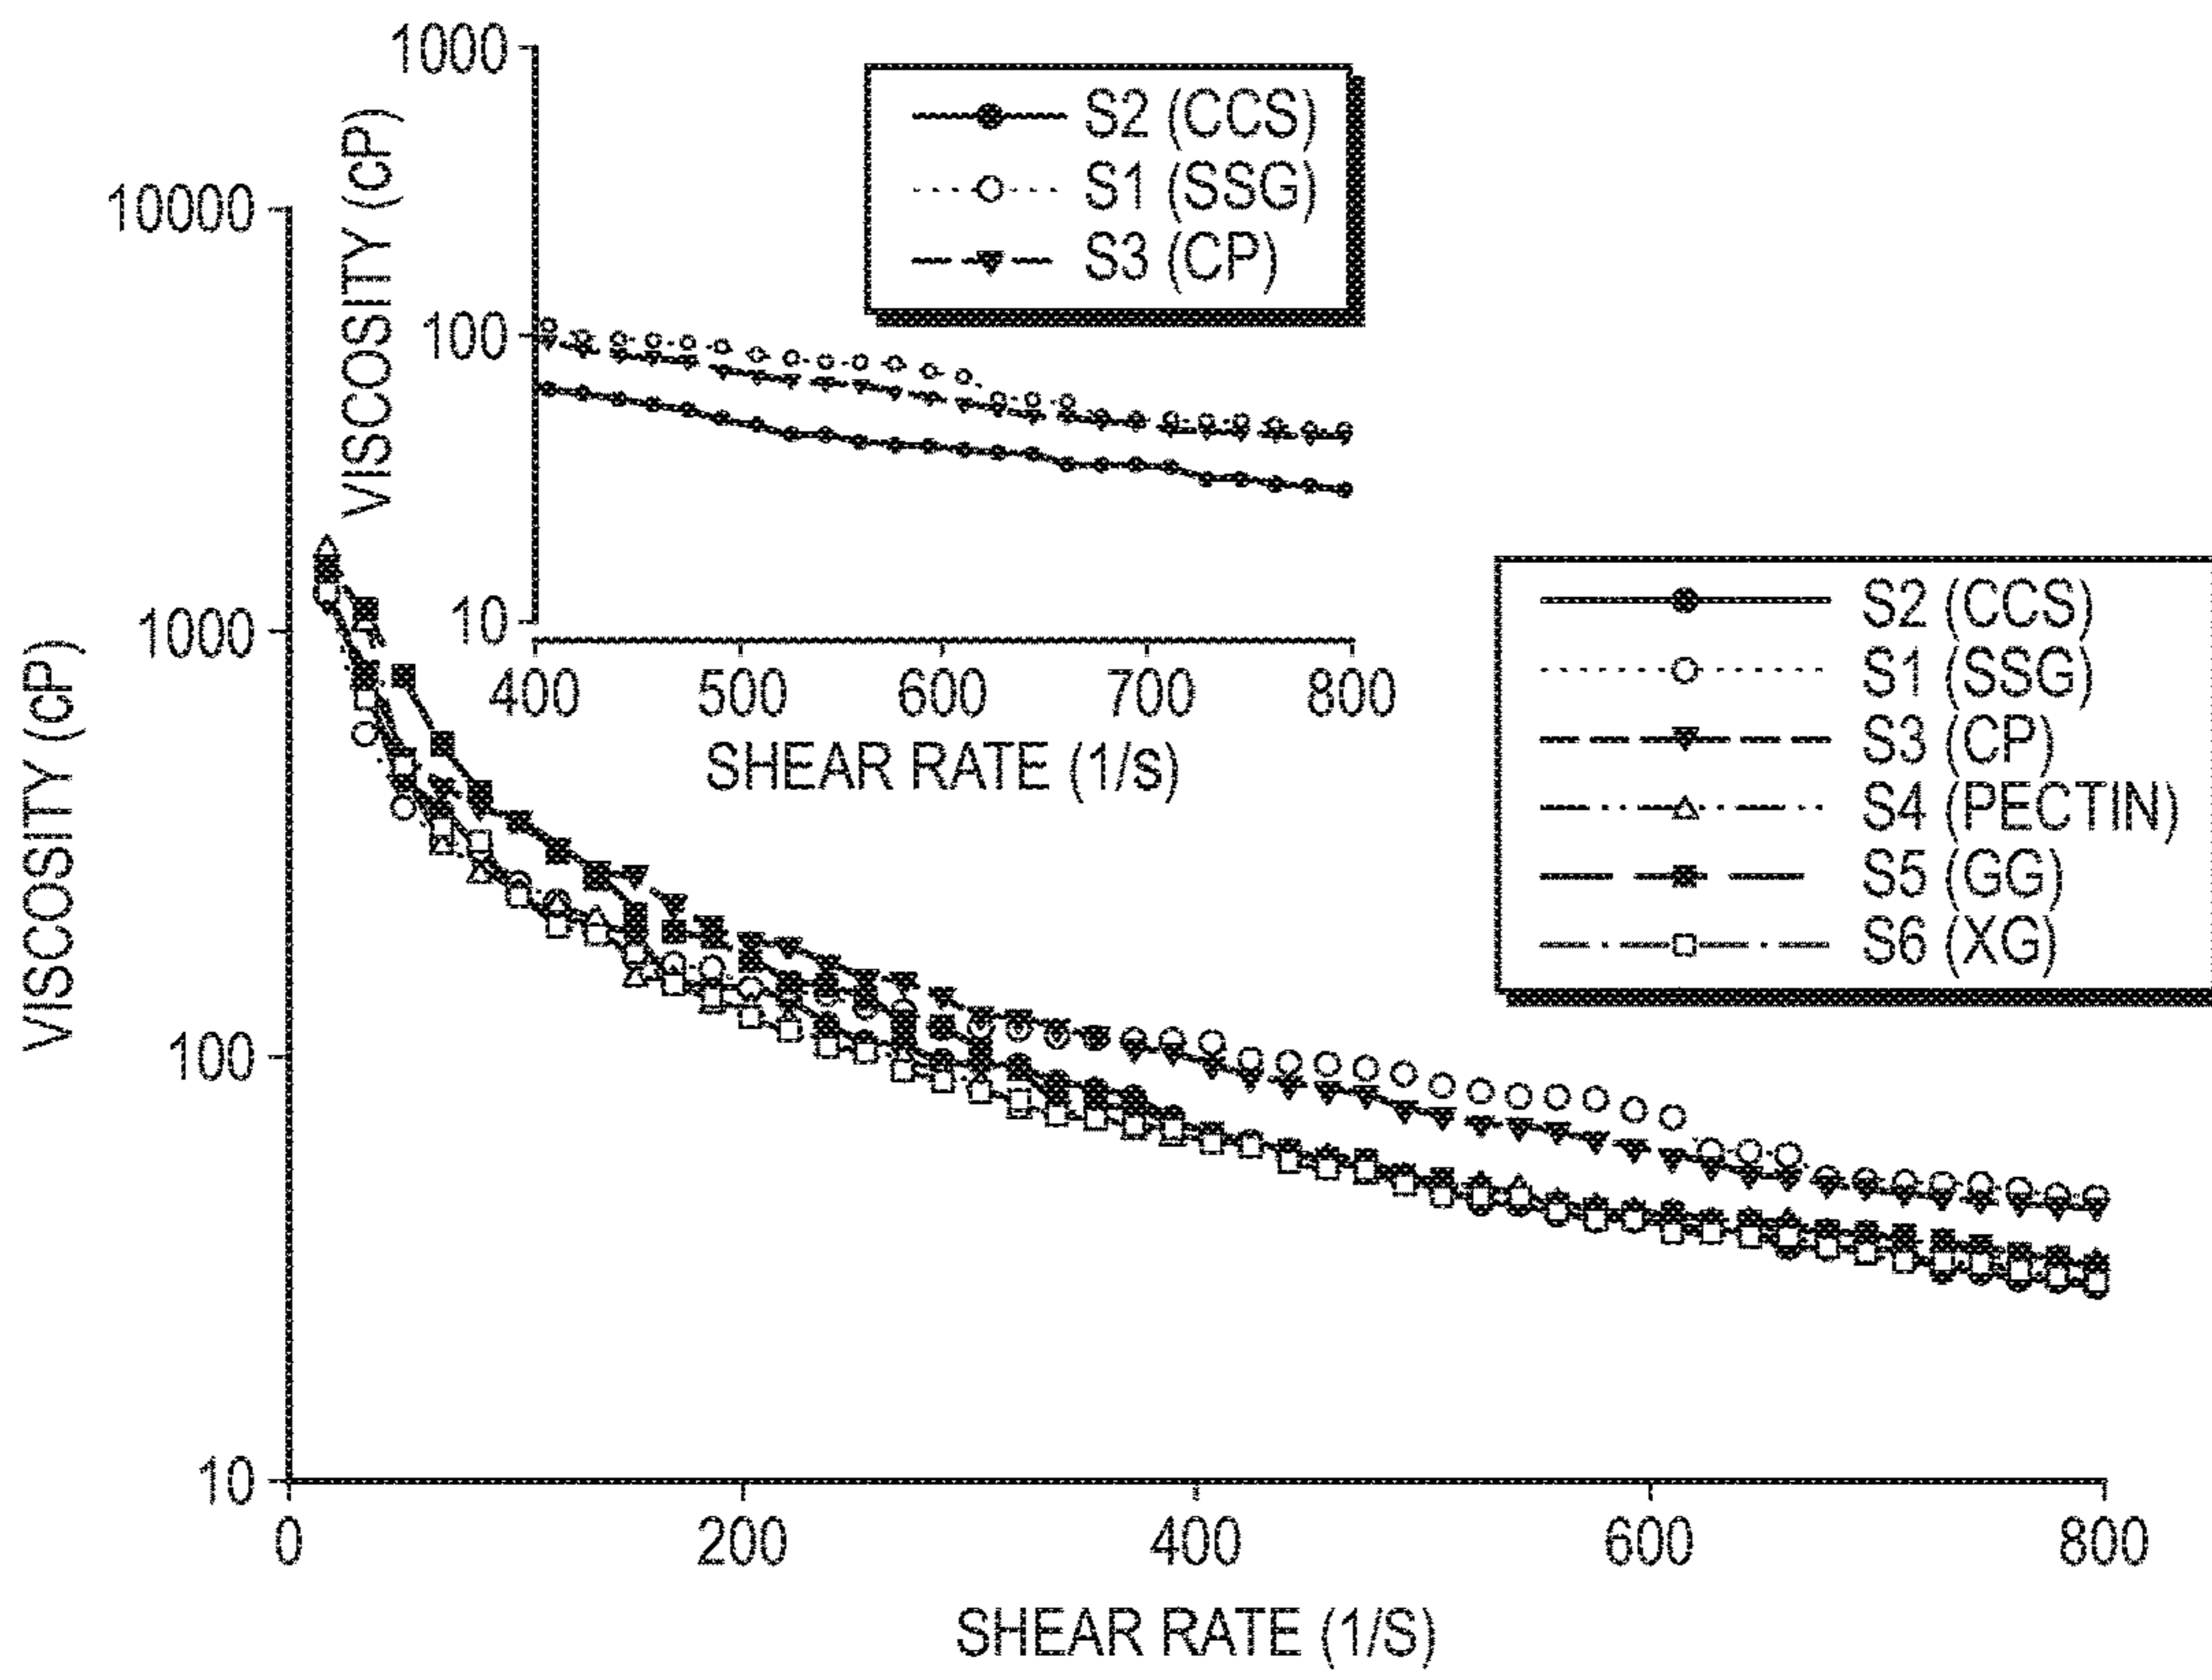 1000
VISCOSITY (cP)
100
10
400 500 600 700 800
SHEAR RATE (1/s)
S2 (CCS)
S1 (SSG)
S3 (CP)
10000
1000
VISCOSITY (cP)
100
10
0 200 400 600 800
SHEAR RATE (1/S)
S2 (CCS)
S1 (SSG)
S3 (CP)
S4 (PECTIN)
S5 (GG)
S6 (XG)